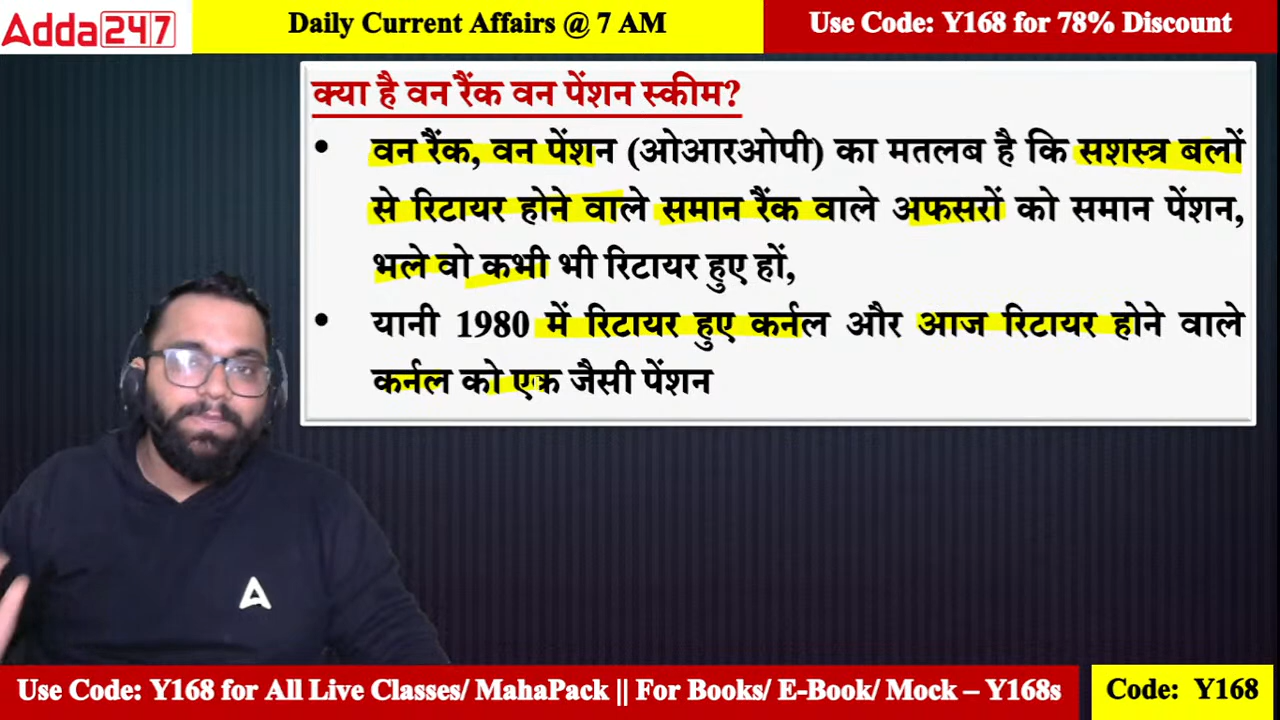 Adda247
Daily Current Affairs @ 7 AM
Use Code: Y168 for 78% Discount
क्या है वन रैंक वन पेंशन स्कीम?
• वन रैंक, वन पेंशन (ओआरओपी) का मतलब है कि सशस्त्र बलों
से रिटायर होने वाले समान रैंक वाले अफसरों को समान पेंशन,
भले वो कभी भी रिटायर हुए हों,
• यानी 1980 में रिटायर हुए कर्नल और आज रिटायर होने वाले
कर्नल को एक जैसी पेंशन
Use Code: Y168 for All Live Classes/ MahaPack || For Books/ E-Book/ Mock – Y168s
Code: Y168